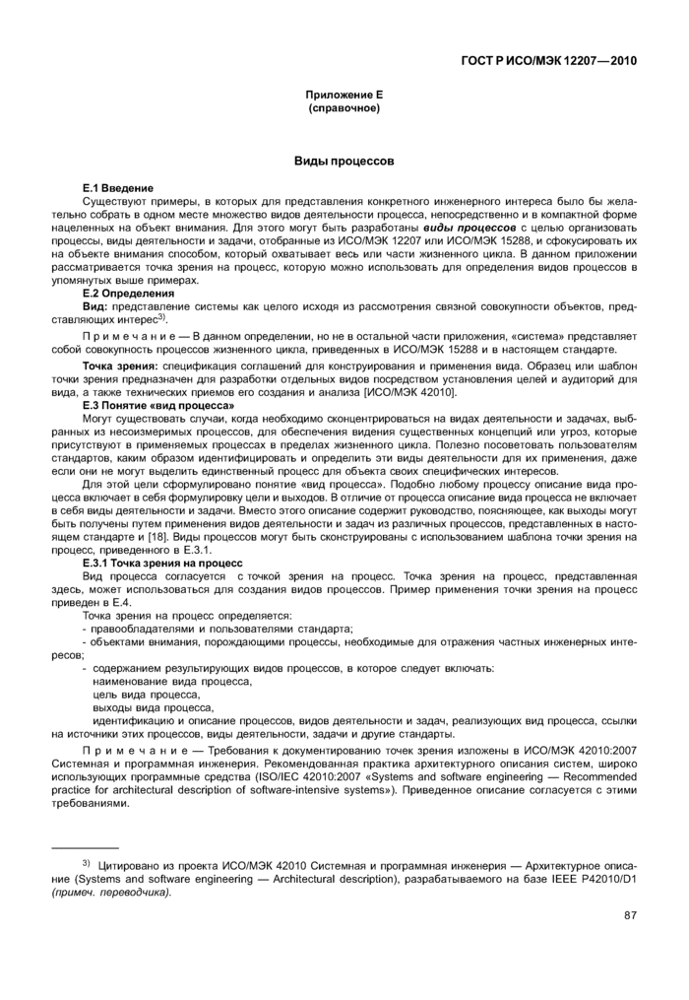 ГОСТ Р ИСО/МЭК 12207—2010
Приложение Е
(справочное)
Виды процессов
Е.1 Введение
Существуют примеры, в которых для представления конкретного инженерного интереса было бы жела-
тельно собрать в одном месте множество видов деятельности процесса, непосредственно и в компактной форме
нацеленных на объект внимания. Для этого могут быть разработаны виды процессов с целью организовать
процессы, виды деятельности и задачи, отобранные из ИСО/МЭК 12207 или ИСО/МЭК 15288, и сфокусировать их
на объекте внимания способом, который охватывает весь или части жизненного цикла. В данном приложении
рассматривается точка зрения на процесс, которую можно использовать для определения видов процессов в
упомянутых выше примерах.
Е.2 Определения
Вид: представление системы как целого исходя из рассмотрения связной совокупности объектов, пред-
ставляющих интерес3).
П р и м е ч а н и е — В данном определении, но не в остальной части приложения, «система» представляет
собой совокупность процессов жизненного цикла, приведенных в ИСО/МЭК 15288 и в настоящем стандарте.
Точка зрения: спецификация соглашений для конструирования и применения вида. Образец или шаблон
точки зрения предназначен для разработки отдельных видов посредством установления целей и аудиторий для
вида, а также технических приемов его создания и анализа [ИСО/МЭК 42010].
Е.3 Понятие «вид процесса»
Могут существовать случаи, когда необходимо сконцентрироваться на видах деятельности и задачах, выб-
ранных из несоизмеримых процессов, для обеспечения видения существенных концепций или угроз, которые
присутствуют в применяемых процессах в пределах жизненного цикла. Полезно посоветовать пользователям
стандартов, каким образом идентифицировать и определить эти виды деятельности для их применения, даже
если они не могут выделить единственный процесс для объекта своих специфических интересов.
Для этой цели сформулировано понятие «вид процесса». Подобно любому процессу описание вида про-
цесса включает в себя формулировку цели и выходов. В отличие от процесса описание вида процесса не включает
в себя виды деятельности и задачи. Вместо этого описание содержит руководство, поясняющее, как выходы могут
быть получены путем применения видов деятельности и задач из различных процессов, представленных в насто-
ящем стандарте и [18]. Виды процессов могут быть сконструированы с использованием шаблона точки зрения на
процесс, приведенного в Е.3.1.
Е.3.1 Точка зрения на процесс
Вид процесса согласуется с точкой зрения на процесс. Точка зрения на процесс, представленная
здесь, может использоваться для создания видов процессов. Пример применения точки зрения на процесс
приведен в Е.4.
Точка зрения на процесс определяется:
- правообладателями и пользователями стандарта;
- объектами внимания, порождающими процессы, необходимые для отражения частных инженерных инте-
ресов;
- содержанием результирующих видов процессов, в которое следует включать:
наименование вида процесса,
цель вида процесса,
выходы вида процесса,
идентификацию и описание процессов, видов деятельности и задач, реализующих вид процесса, ссылки
на источники этих процессов, виды деятельности, задачи и другие стандарты.
П р и м е ч а н и е — Требования к документированию точек зрения изложены в ИСО/МЭК 42010:2007
Системная и программная инженерия. Рекомендованная практика архитектурного описания систем, широко
использующих программные средства (ISO/IEC 42010:2007 «Systems and software engineering — Recommended
practice for architectural description of software-intensive systems»). Приведенное описание согласуется с этими
требованиями.
3) Цитировано из проекта ИСО/МЭК 42010 Системная и программная инженерия — Архитектурное описа-
ние (Systems and software engineering — Architectural description), разрабатываемого на базе IEEE P42010/D1
(примеч. переводчика).
87